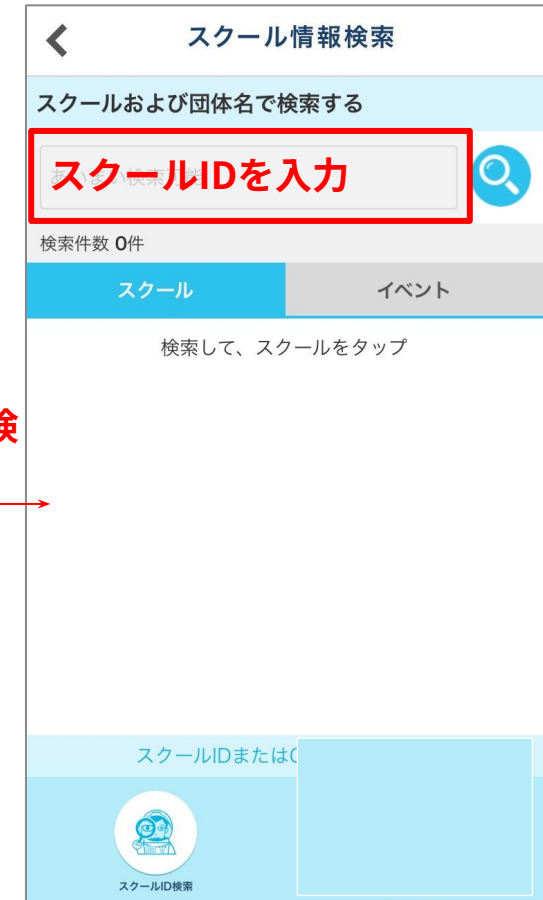 スクール情報検索
スクールおよび団体名で検索する
スクールIDを入力
検索件数 0件
スクール
イベント
検索して、スクールをタップ
検
スクールIDまたは
スクールID検索